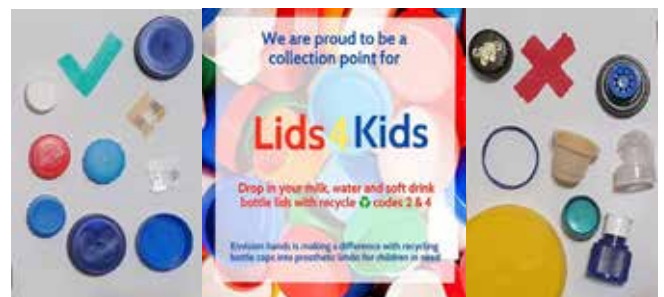 We are proud to be a
collection point for
Lids4Kids
Drop in your milk, water and soft drink
bottle lids with recycle ♻ codes 2 & 4
Envision hands is making a difference with recycling
bottle caps into prosthetic limbs for children in need